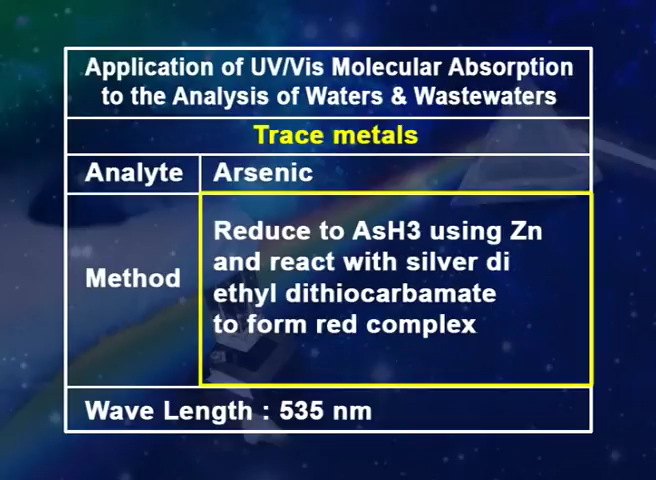 Application of UV/Vis Molecular Absorption
to the Analysis of Waters & Wastewaters
Trace metals
Analyte
Arsenic
Method
Reduce to AsH3 using Zn
and react with silver di
ethyl dithiocarbamate
to form red complex
Wave Length : 535 nm